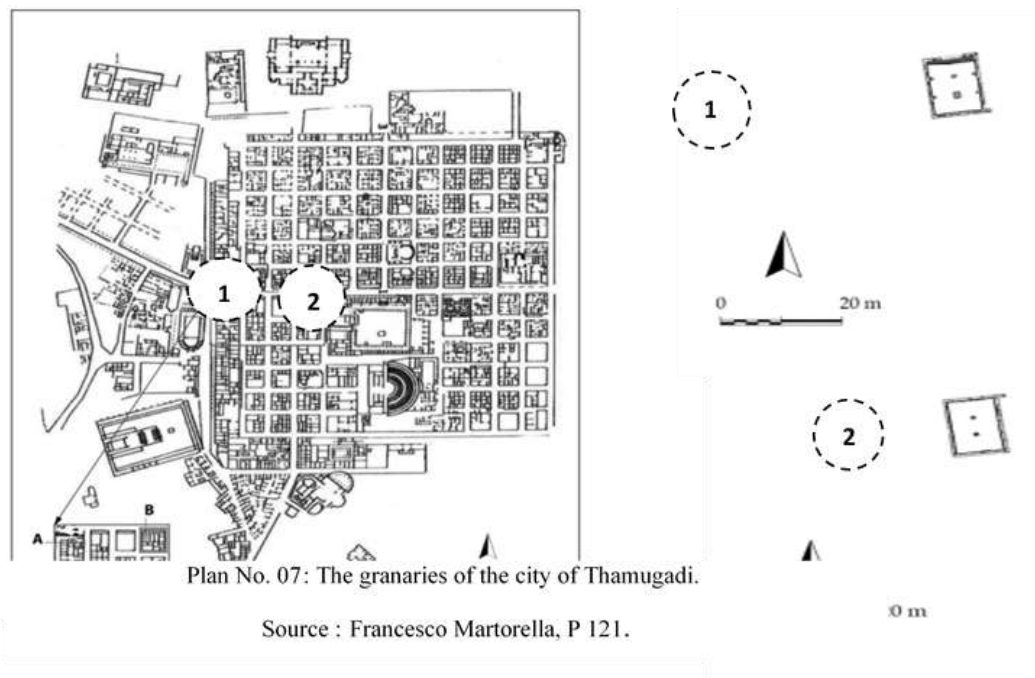 1
2
1
0 20 m
2
B
A
Plan No. 07: The granaries of the city of Thamugadi.
Source : Francesco Martorella, P 121.
0 m